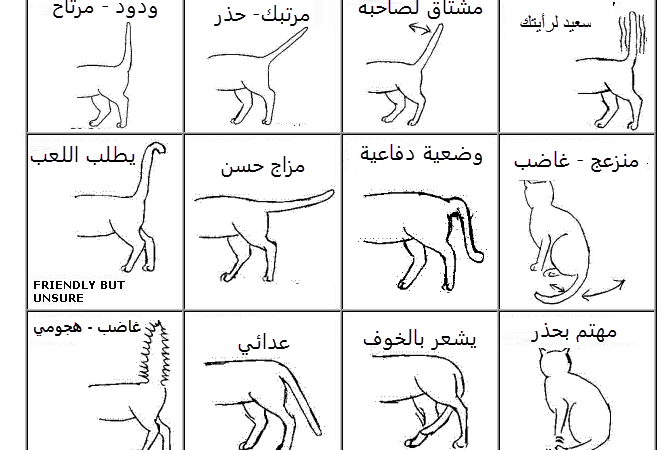 ودود - مرتاح
مرتبك- حذر
مشتاق لصاحبه
سعيد لرأيتك
يطلب اللعب
FRIENDLY BUT
UNSURE
مزاج حسن
وضعية دفاعية
منزعج - غاضب
غاضب - هجومي
عدائي
يشعر بالخوف
مهتم بحذر